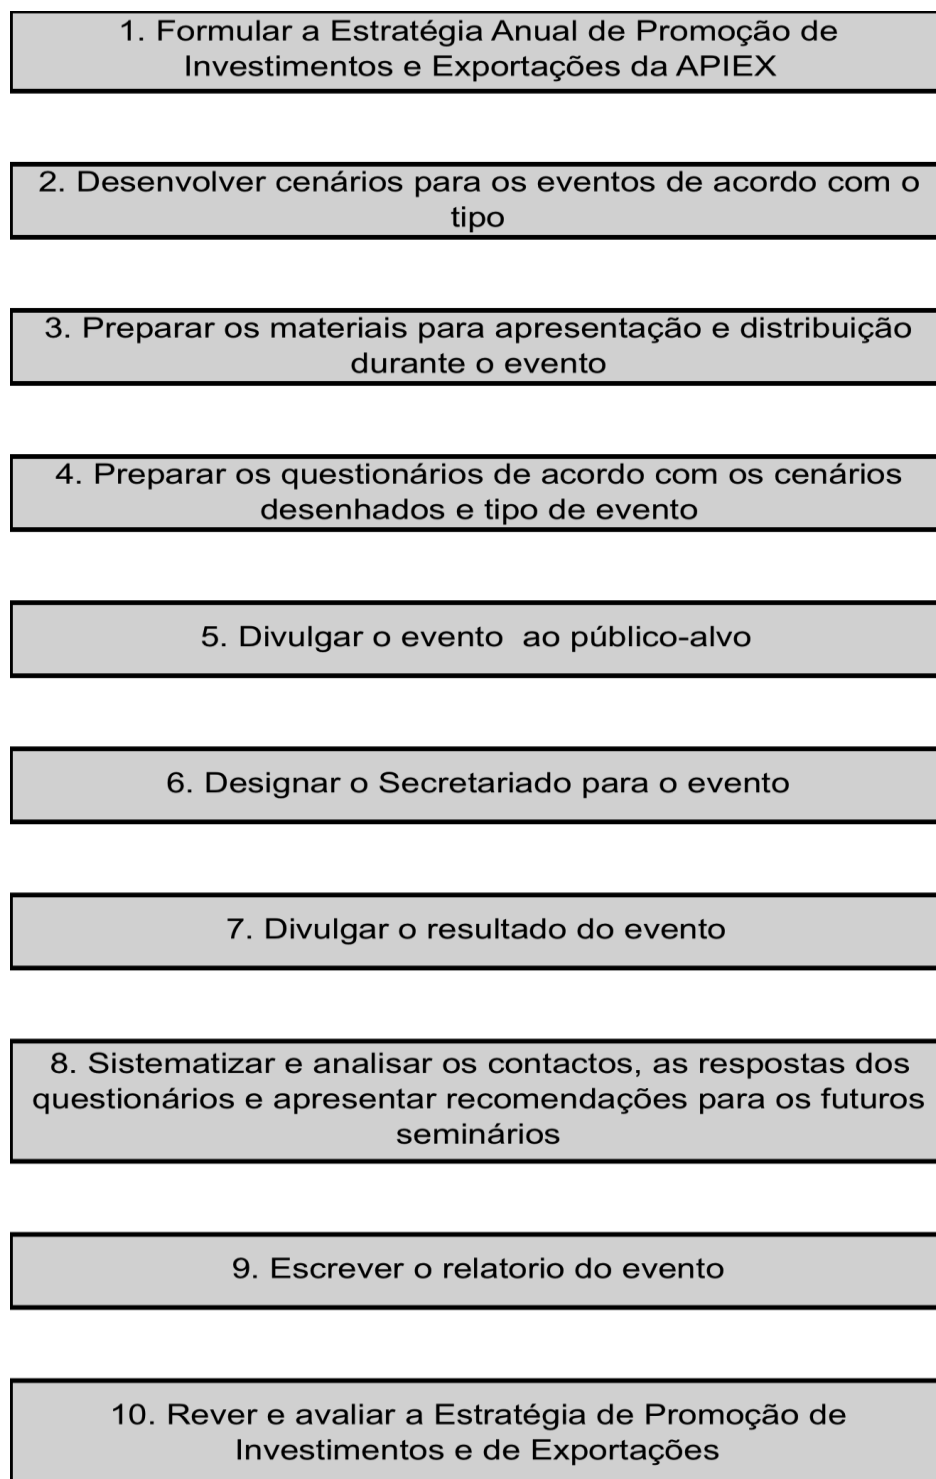 1. Formular a Estratégia Anual de Promoção de
Investimentos e Exportações da APIEX
2. Desenvolver cenários para os eventos de acordo com o
tipo
3. Preparar os materiais para apresentação e distribuição
durante o evento
4. Preparar os questionários de acordo com os cenários
desenhados e tipo de evento
5. Divulgar o evento  ao público-alvo
6. Designar o Secretariado para o evento
7. Divulgar o resultado do evento
8. Sistematizar e analisar os contactos, as respostas dos
questionários e apresentar recomendações para os futuros
seminários
9. Escrever o relatorio do evento
10. Rever e avaliar a Estratégia de Promoção de
Investimentos e de Exportações